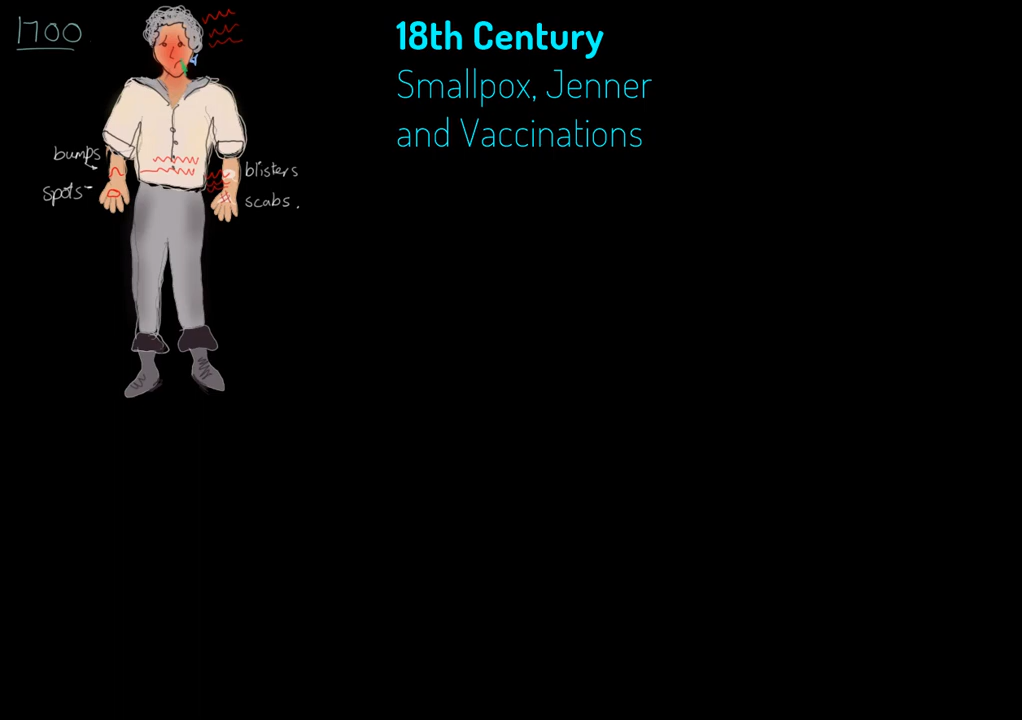 1700
18th Century
Smallpox, Jenner
and Vaccinations
bumps
spots
blisters
scabs.